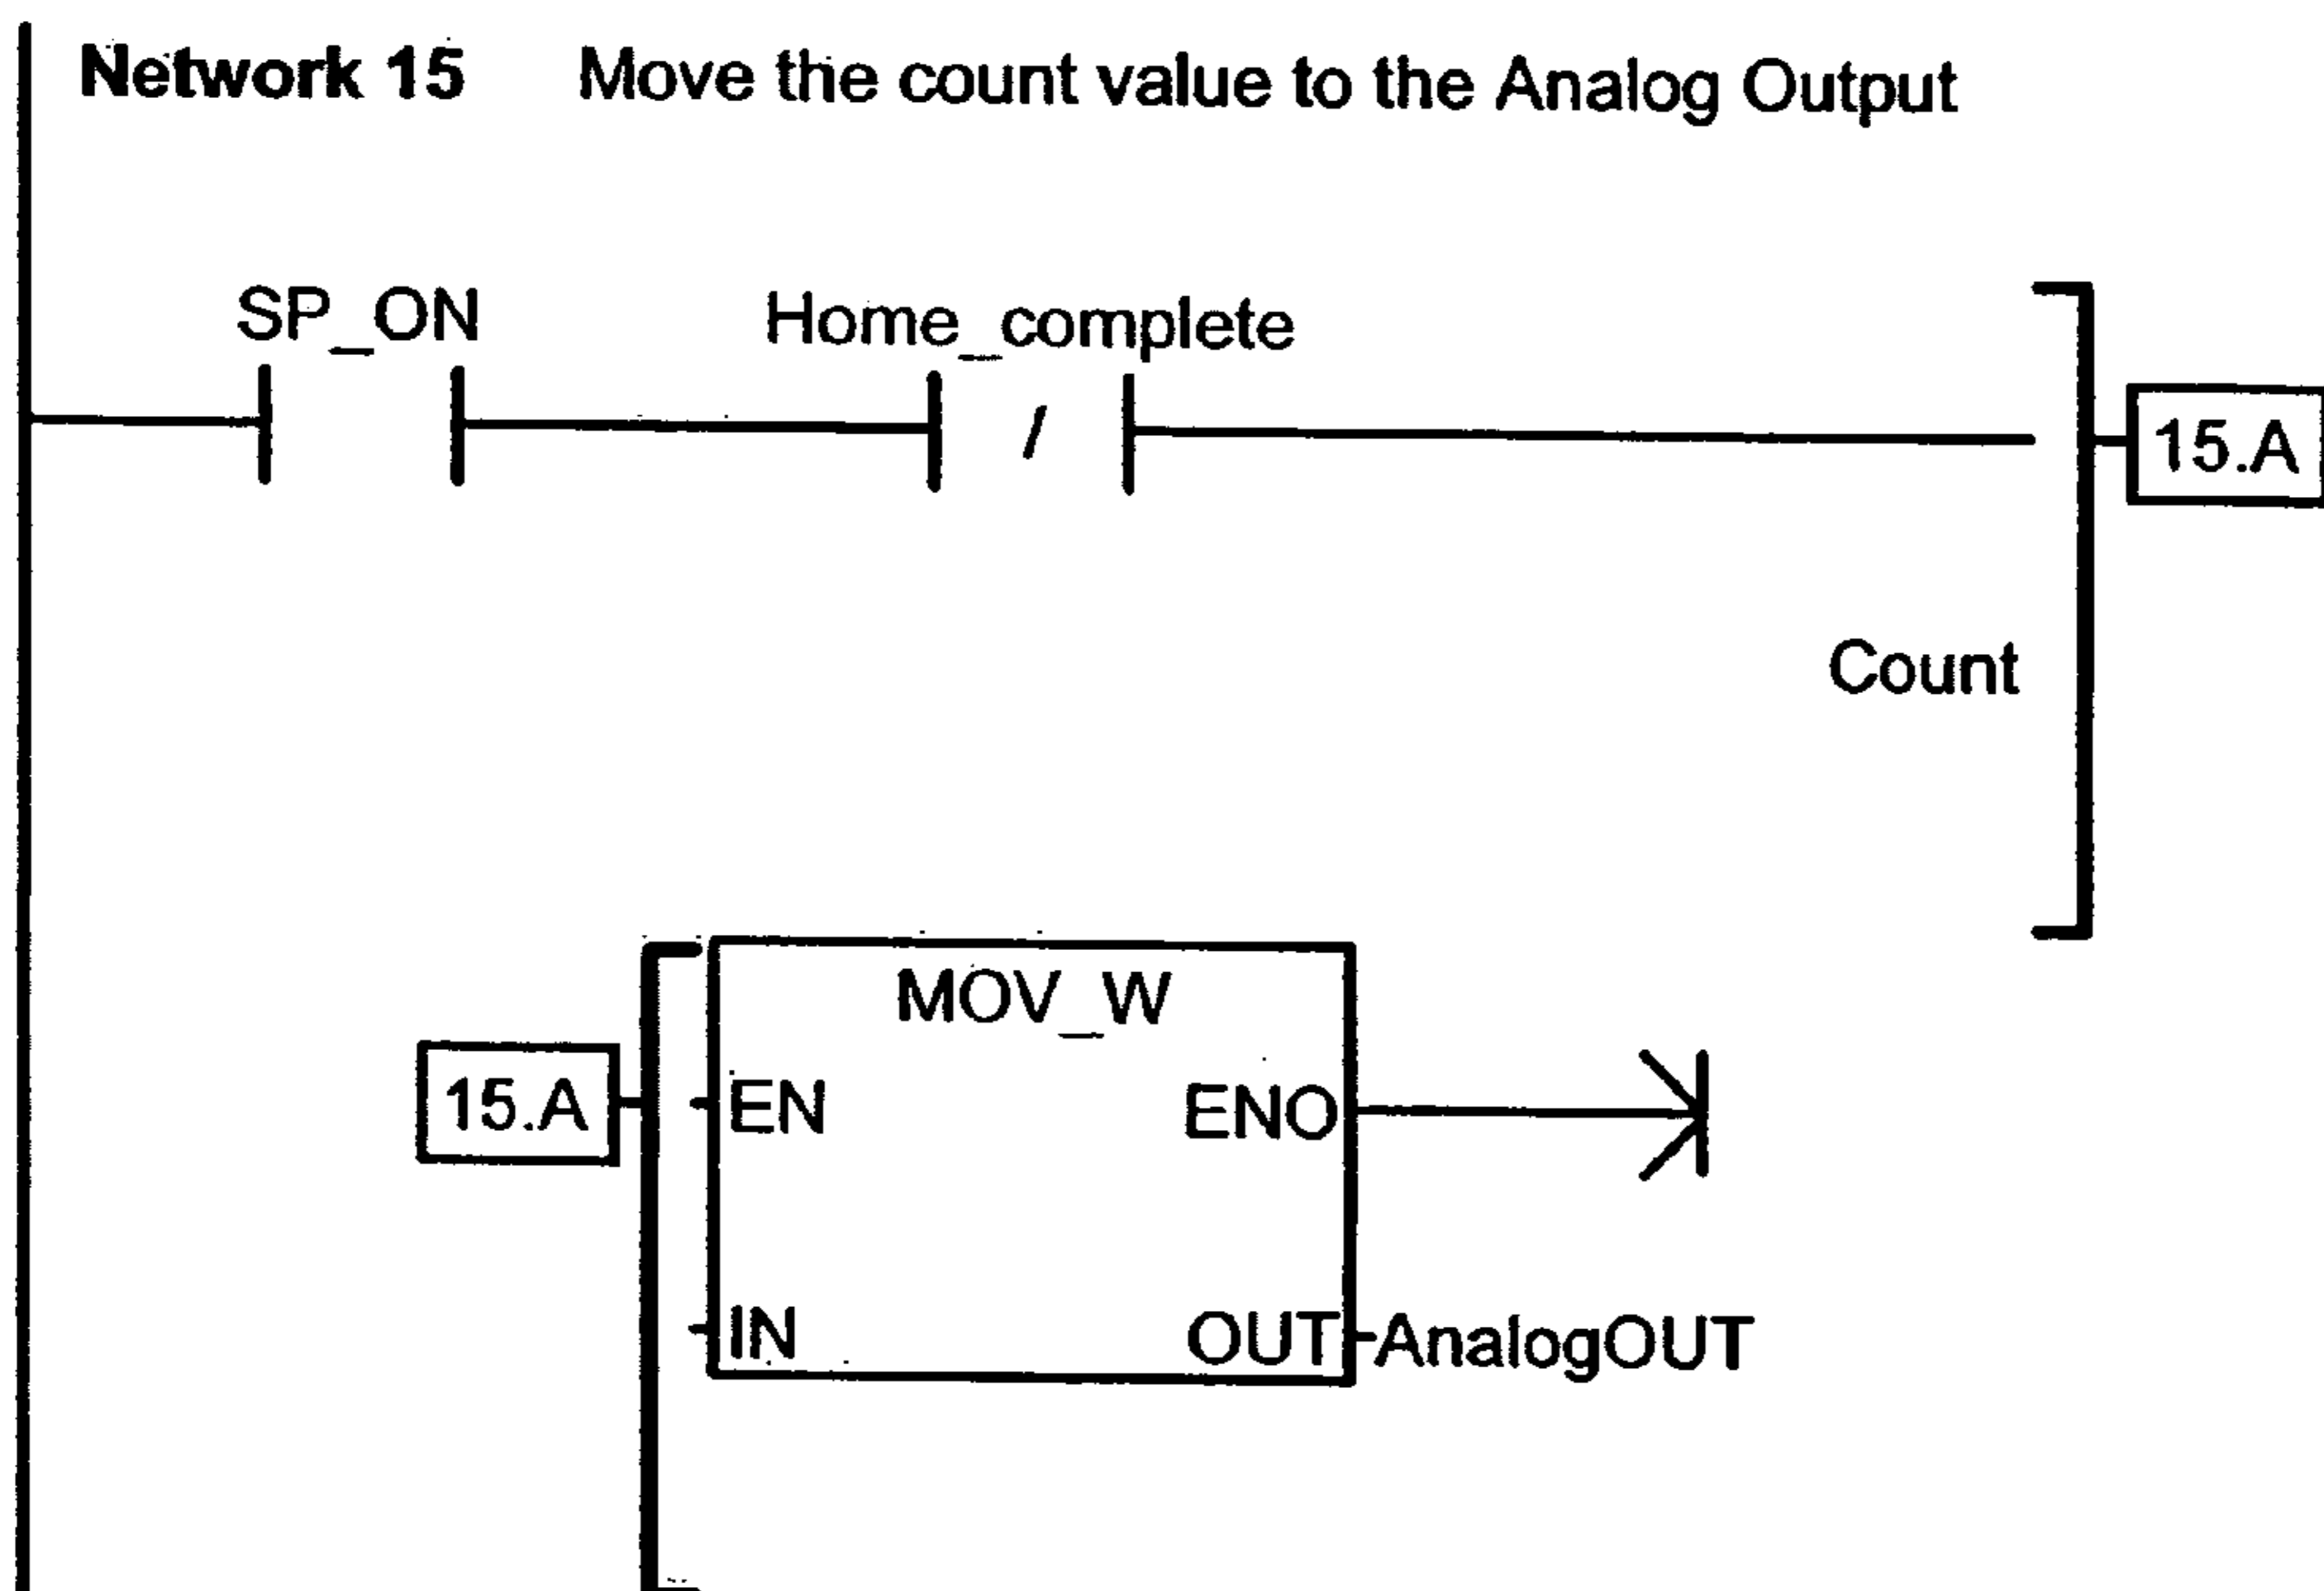 Network 15 Move the count value to the Analog Output
SP_ON Home_complete
/
15.A
Count
MOV_W
15.A EN ENO
IN OUT AnalogOUT